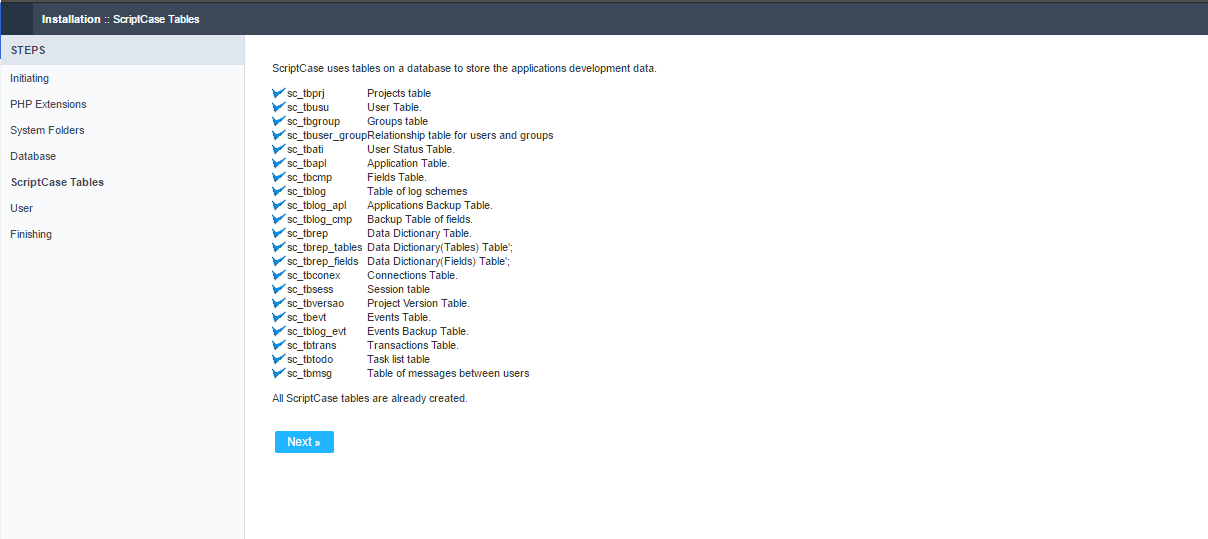 Installation :: ScriptCase Tables
STEPS
Initiating
PHP Extensions
System Folders
Database
ScriptCase Tables
User
Finishing
ScriptCase uses tables on a database to store the applications development data.
sc_tbprj Projects table
sc_tbusu User Table.
sc_tbgroup Groups table
sc_tbuser_group Relationship table for users and groups
sc_tbati User Status Table.
sc_tbapl Application Table.
sc_tbcmp Fields Table.
sc_tblog Table of log schemes
sc_tblog_apl Applications Backup Table.
sc_tblog_cmp Backup Table of fields.
sc_tbrep Data Dictionary Table.
sc_tbrep_tables Data Dictionary(Tables) Table';
sc_tbrep_fields Data Dictionary(Fields) Table';
sc_tbconex Connections Table.
sc_tbsess Session table
sc_tbversao Project Version Table.
sc_tbevt Events Table.
sc_tblog_evt Events Backup Table.
sc_tbtrans Transactions Table.
sc_tbtodo Task list table
sc_tbmsg Table of messages between users
All ScriptCase tables are already created.
Next »